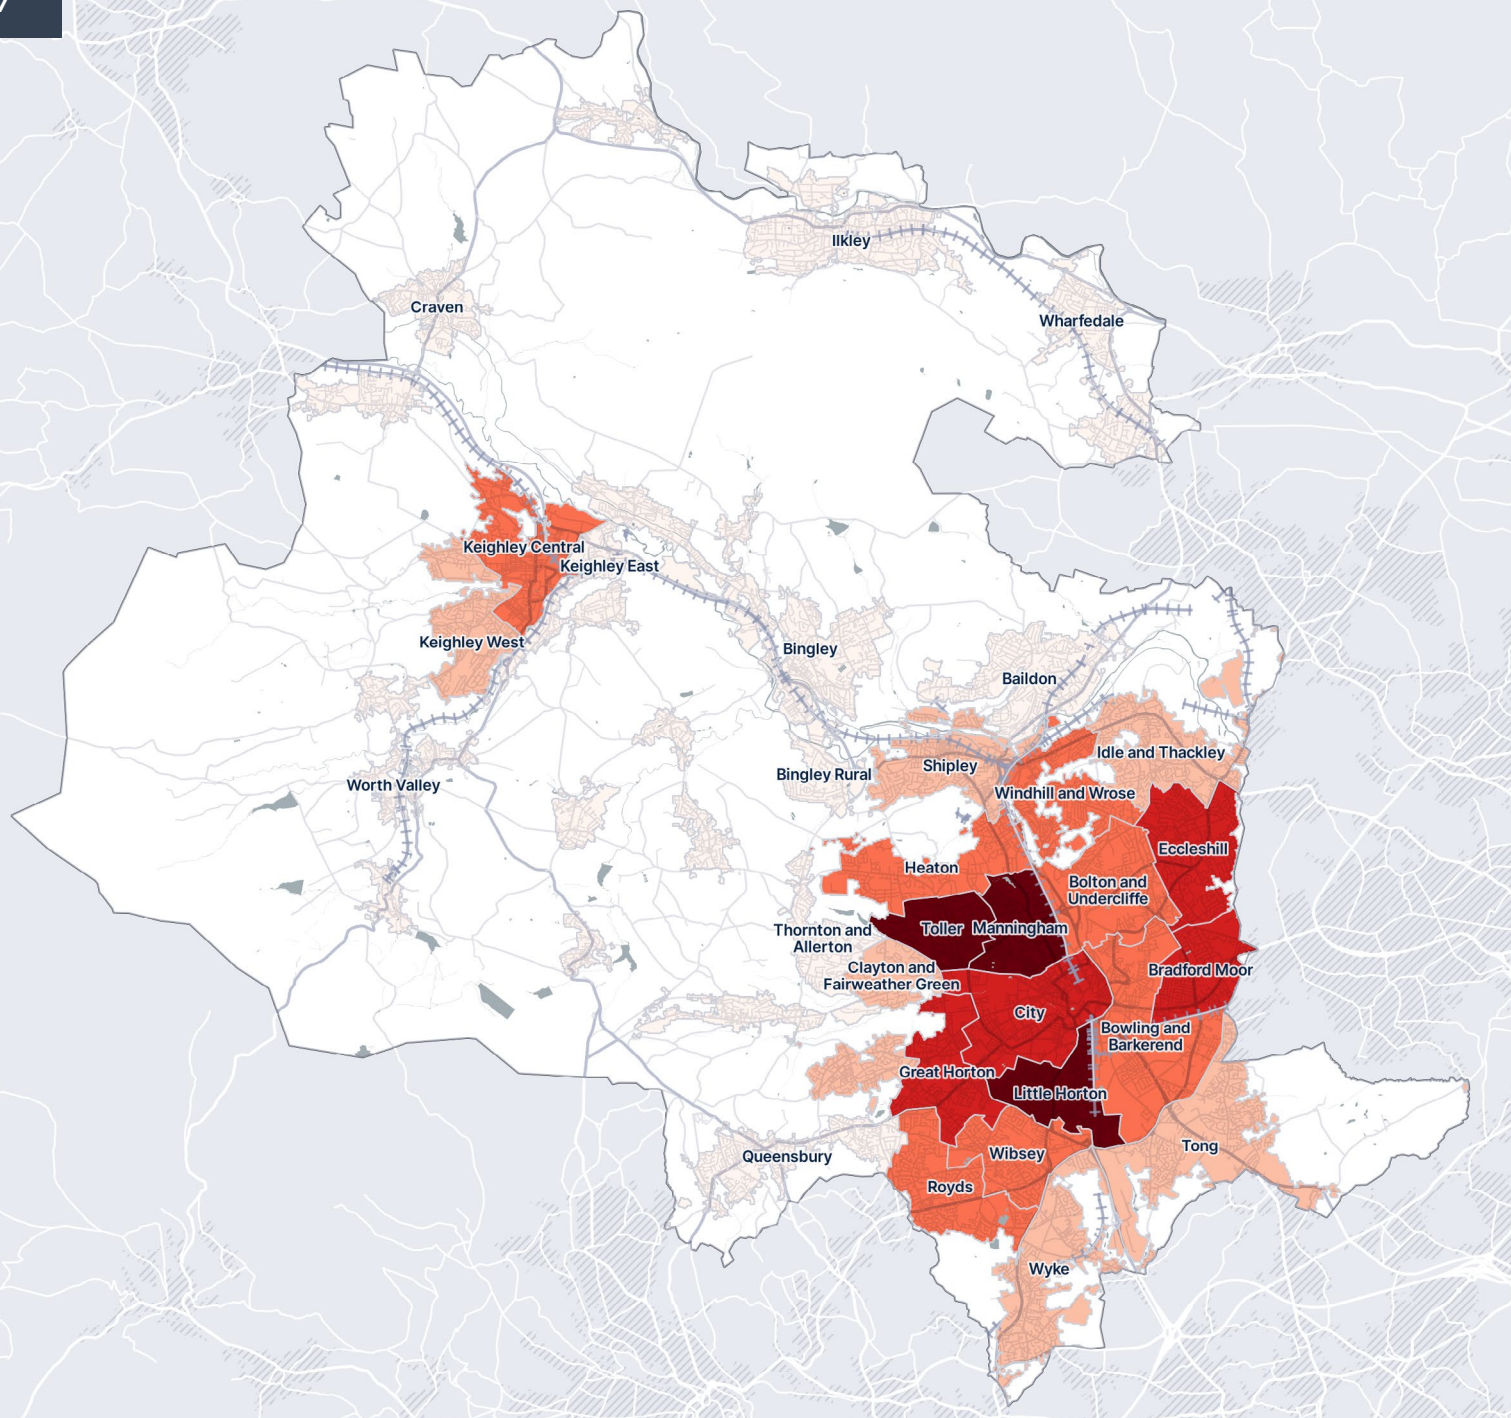 Ilkley
Craven
Wharfedale
Keighley Central
Keighley East
Keighley West
Bingley
Baildon
Idle and Thackley
Shipley
Bingley Rural
Worth Valley
Windhill and Wrose
Eccleshill
Heaton
Bolton and
Undercliffe
Toller
Manningham
Thornton and
Allerton
Clayton and
Fairweather Green
Bradford Moor
City
Bowling and
Barkerend
Great Horton
Little Horton
Tong
Wibsey
Queensbury
Royds
Wyke